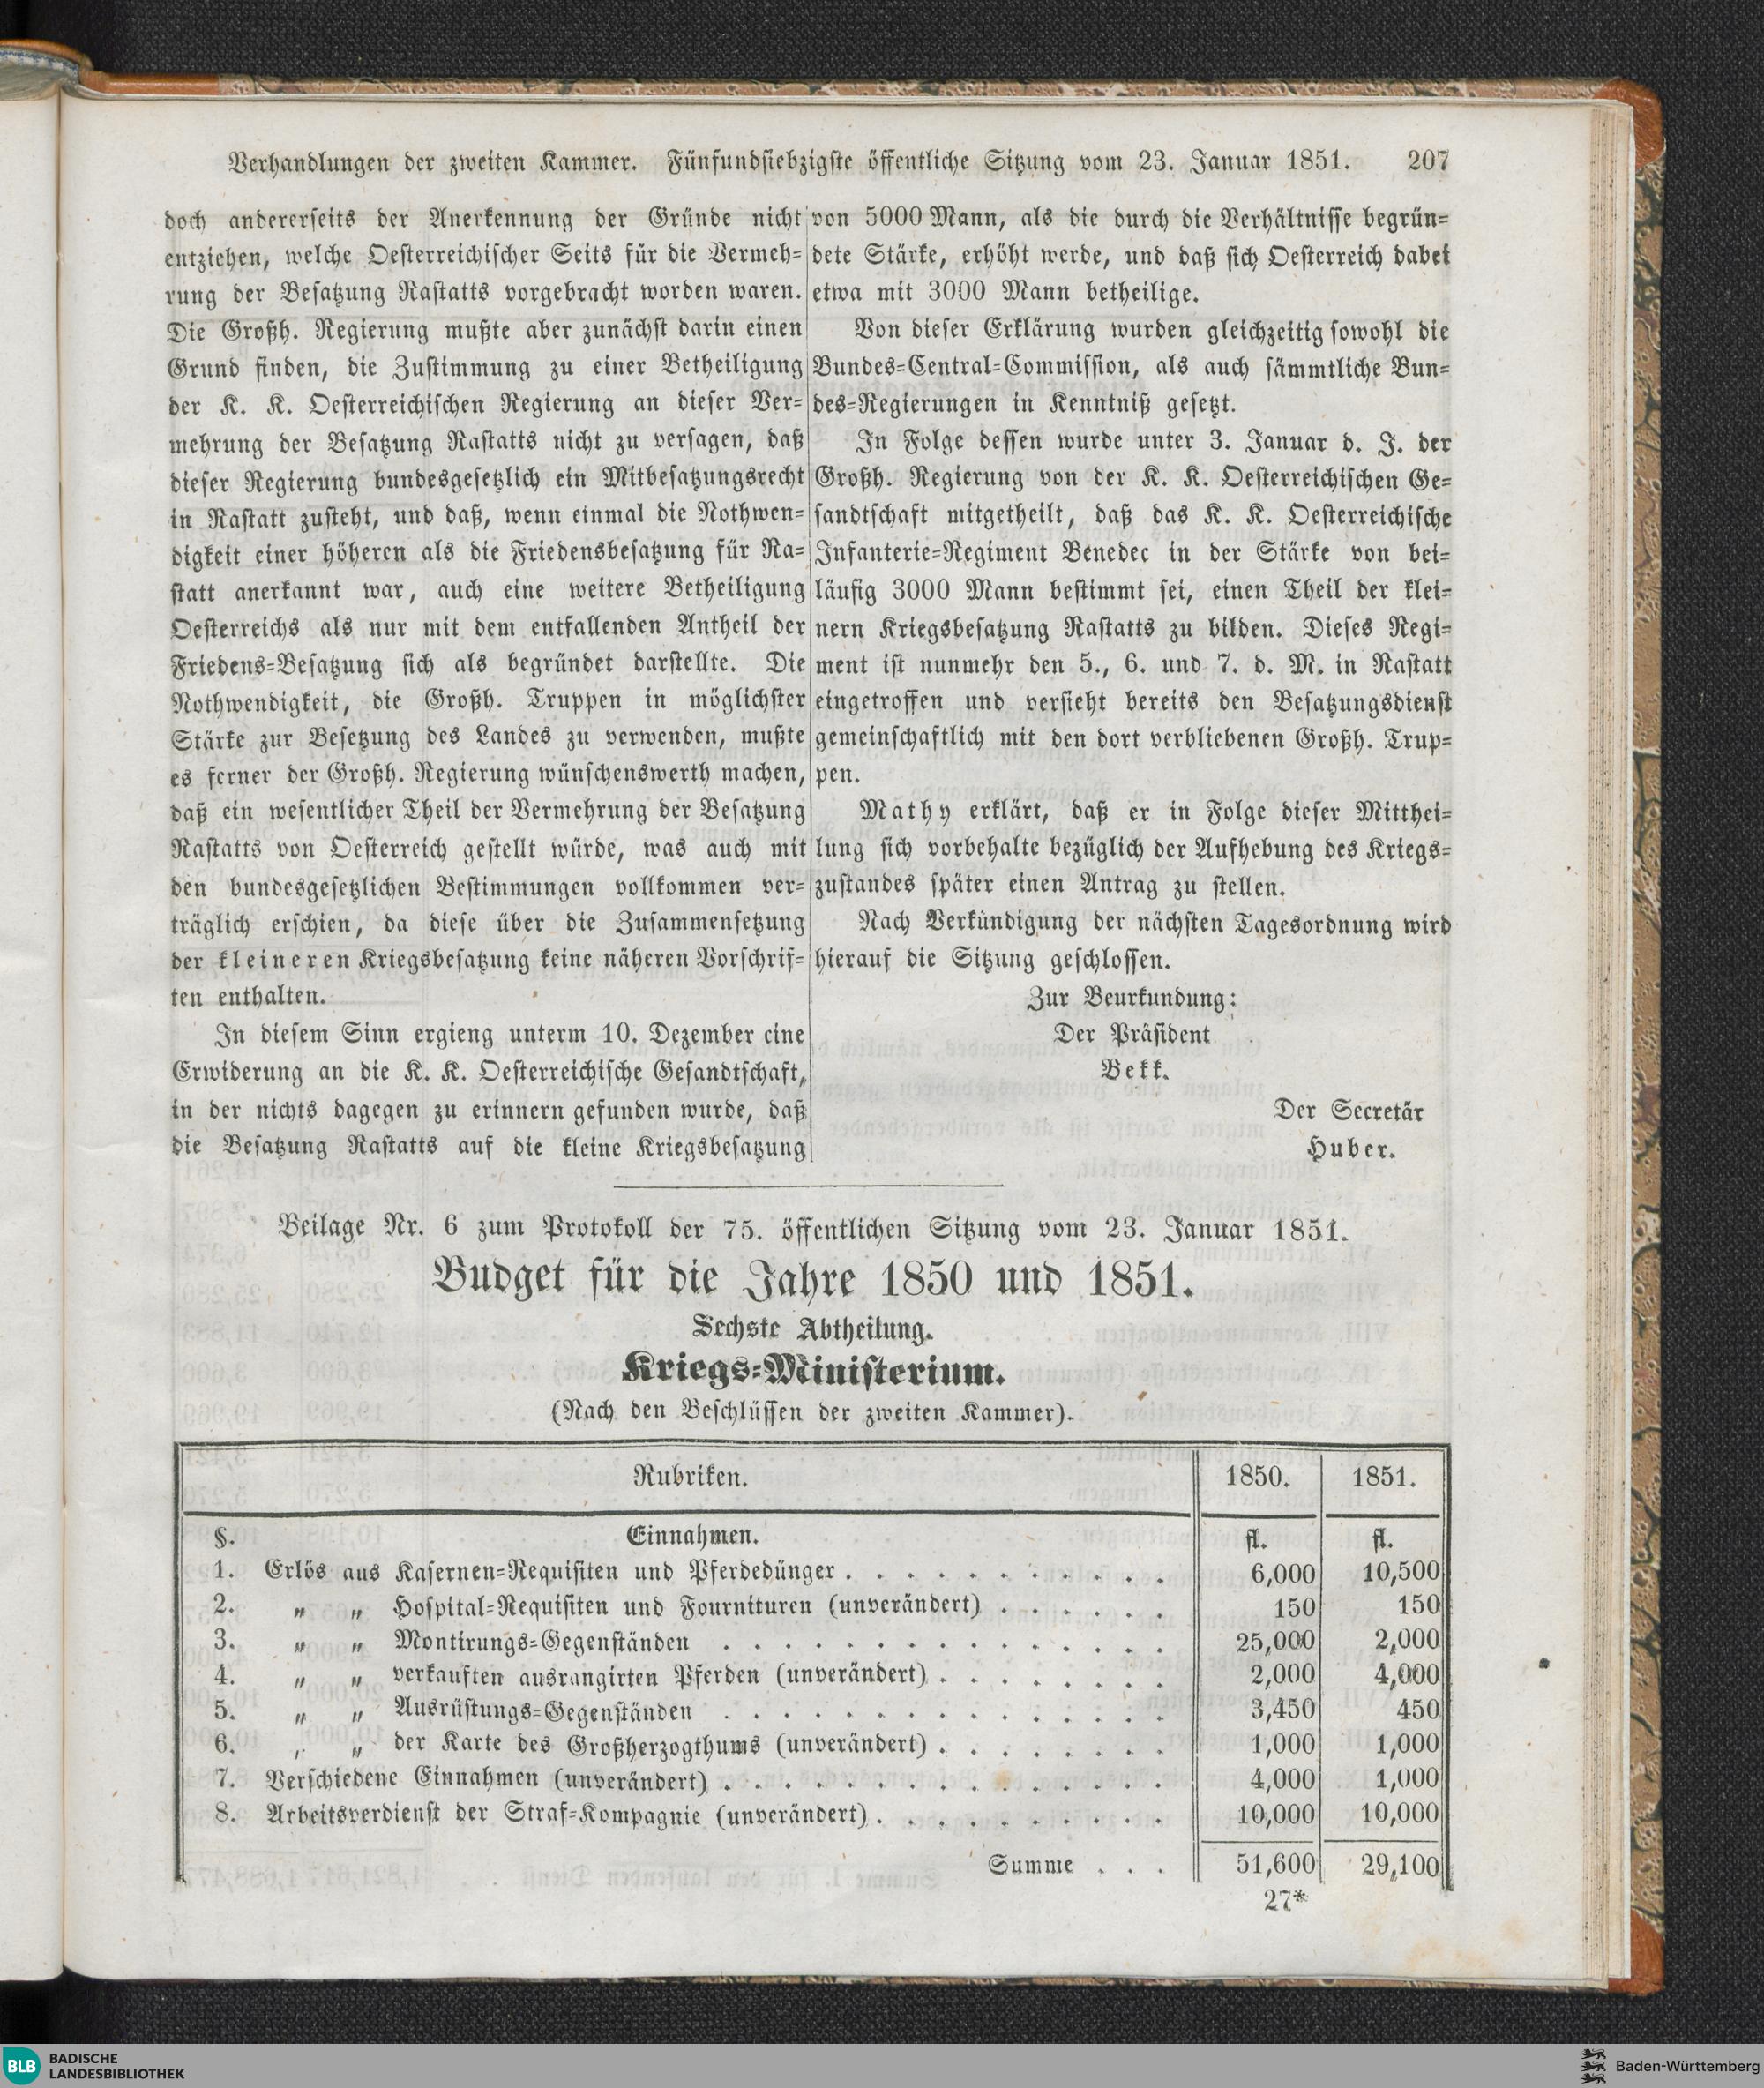 Verhandlungen der zweiten Kammer. Fünfundsiebzigste öffentliche Sitzung vom 23. Januar 1851. 207
doch andererseits der Anerkennung der Gründe nicht
entziehen, welche Oesterreichischer Seits für die Vermeh-
rung der Besatzung Rastatts vorgebracht worden waren.
Die Großh. Regierung mußte aber zunächst darin einen
Grund finden, die Zustimmung zu einer Betheiligung
der K. K. Oesterreichischen Regierung an dieser Ver-
mehrung der Besatzung Rastatts nicht zu versagen, daß
dieser Regierung bundesgesetzlich ein Mitbesatzungsrecht
in Rastatt zusteht, und daß, wenn einmal die Nothwen-
digkeit einer höheren als die Friedensbesatzung für Ra-
statt anerkannt war, auch eine weitere Betheiligung
Oesterreichs als nur mit dem entfallenden Antheil der
Friedens-Besatzung sich als begründet darstellte. Die
Nothwendigkeit, die Großh. Truppen in möglichster
Stärke zur Besetzung des Landes zu verwenden, mußte
es ferner der Großh. Regierung wünschenswerth machen,
daß ein wesentlicher Theil der Vermehrung der Besatzung
Rastatts von Oesterreich gestellt würde, was auch mit
den bundesgesetzlichen Bestimmungen vollkommen ver-
träglich erschien, da diese über die Zusammensetzung
der kleineren Kriegsbesatzung keine näheren Vorschrif-
ten enthalten.
In diesem Sinn ergieng unterm 10. Dezember eine
Erwiderung an die K. K. Oesterreichische Gesandtschaft,
in der nichts dagegen zu erinnern gefunden wurde, daß
die Besatzung Rastatts auf die kleine Kriegsbesatzung
von 5000 Mann, als die durch die Verhältnisse begrün-
dete Stärke, erhöht werde, und daß sich Oesterreich dabei
etwa mit 3000 Mann betheilige.
Von dieser Erklärung wurden gleichzeitig sowohl die
Bundes-Central-Commission, als auch sämmtliche Bun-
des-Regierungen in Kenntniß gesetzt.
In Folge dessen wurde unter 3. Januar d. J. der
Großh. Regierung von der K. K. Oesterreichischen Ge-
sandtschaft mitgetheilt, daß das K. K. Oesterreichische
Infanterie-Regiment Benedec in der Stärke von bei-
läufig 3000 Mann bestimmt sei, einen Theil der klei-
nern Kriegsbesatzung Rastatts zu bilden. Dieses Regi-
ment ist nunmehr den 5., 6. und 7. d. M. in Rastatt
eingetroffen und versieht bereits den Besatzungsdienst
gemeinschaftlich mit den dort verbliebenen Großh. Trup-
pen.
Mathy erklärt, daß er in Folge dieser Mitthei-
lung sich vorbehalte bezüglich der Aufhebung des Kriegs-
zustandes später einen Antrag zu stellen.
Nach Verkündigung der nächsten Tagesordnung wird
hierauf die Sitzung geschlossen.
Zur Beurkundung:
Der Präsident
Bekk.
Der Secretär
Huber.
Beilage Nr. 6 zum Protokoll der 75. öffentlichen Sitzung vom 23. Januar 1851.
Budget für die Jahre 1850 und 1851.
Sechste Abtheilung.
Kriegs-Ministerium.
(Nach den Beschlüssen der zweiten Kammer).
Rubriken. 1850. 1851.
§. Einnahmen. fl. fl.
1. Erlös aus Kasernen-Requisiten und Pferdedünger . . . . . . . . . . . 6,000 10,500
2. „ „ Hospital-Requisiten und Fournituren (unverändert) . . . . . . 150 150
3. „ „ Montirungs-Gegenständen . . . . . . . . . . . . . . . 25,000 2,000
4. „ „ verkauften ausrangirten Pferden (unverändert) . . . . . . . . 2,000 4,000
5. „ „ Ausrüstungs-Gegenständen . . . . . . . . . . . . . . . 3,450 450
6. „ „ der Karte des Großherzogthums (unverändert) . . . . . . . . 1,000 1,000
7. Verschiedene Einnahmen (unverändert) . . . . . . . . . . . . . . . 4,000 1,000
8. Arbeitsverdienst der Straf-Kompagnie (unverändert) . . . . . . . . . . 10,000 10,000
Summe . . . 51,600 29,100
27*
BLB BADISCHE
LANDESBIBLIOTHEK
Baden-Württemberg